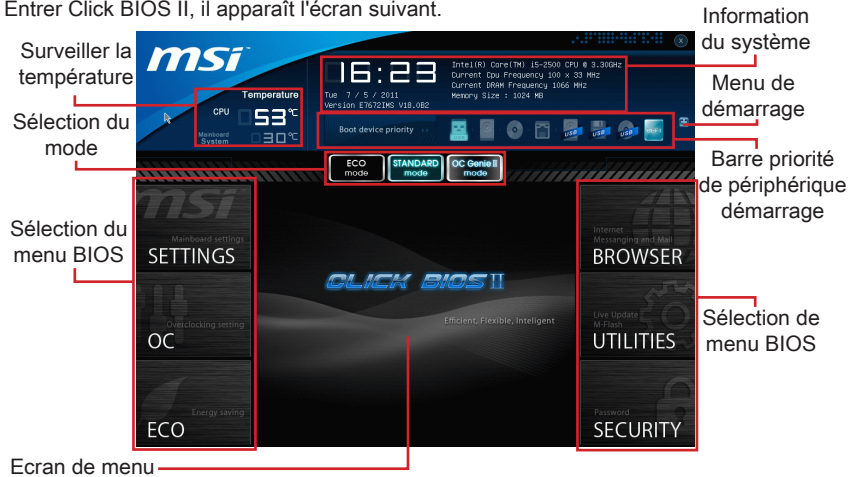 Entrer Click BIOS II, il apparaît l'écran suivant.
Information
du système
Surveiller la
température
Menu de
démarrage
Sélection du
mode
Barre priorité
de périphérique
démarrage
Sélection du
menu BIOS
Sélection de
menu BIOS
Ecran de menu
msi
16:23
Tue 7 / 5 / 2011
Version E7672IMS V18.0B2
Intel(R) Core(TM) i5-2500 CPU @ 3.30GHz
Current Cpu Frequency 100 x 33 MHz
Current DRAM Frequency 1066 MHz
Memory Size : 1024 MB
Temperature
CPU 53°C
Mainboard
System 30°C
Boot device priority
USB
USB
USB
UEFI
ECO
mode
STANDARD
mode
OC Genie II
mode
msi
Mainboard settings
SETTINGS
Overclocking setting
OC
Energy saving
ECO
CLICK BIOS II
Efficient, Flexible, Inteligent
Internet
Messanging and Mail
BROWSER
Live Update
M-Flash
UTILITIES
Password
SECURITY